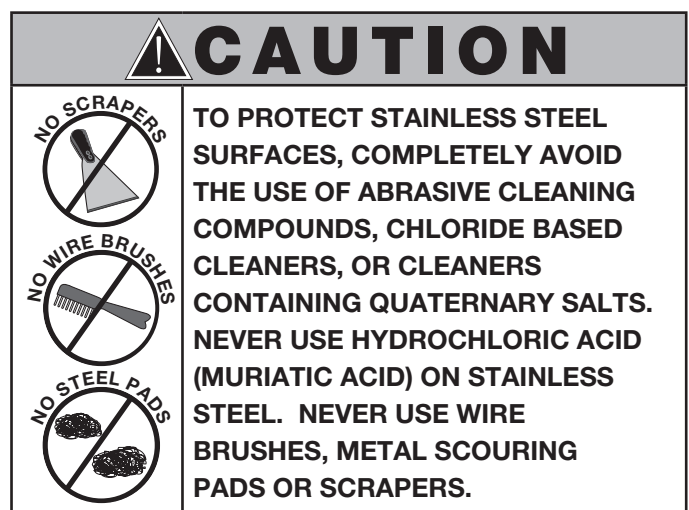 CAUTION
NO SCRAPERS
NO WIRE BRUSHES
NO STEEL PADS
TO PROTECT STAINLESS STEEL
SURFACES, COMPLETELY AVOID
THE USE OF ABRASIVE CLEANING
COMPOUNDS, CHLORIDE BASED
CLEANERS, OR CLEANERS
CONTAINING QUATERNARY SALTS.
NEVER USE HYDROCHLORIC ACID
(MURIATIC ACID) ON STAINLESS
STEEL.  NEVER USE WIRE
BRUSHES, METAL SCOURING
PADS OR SCRAPERS.